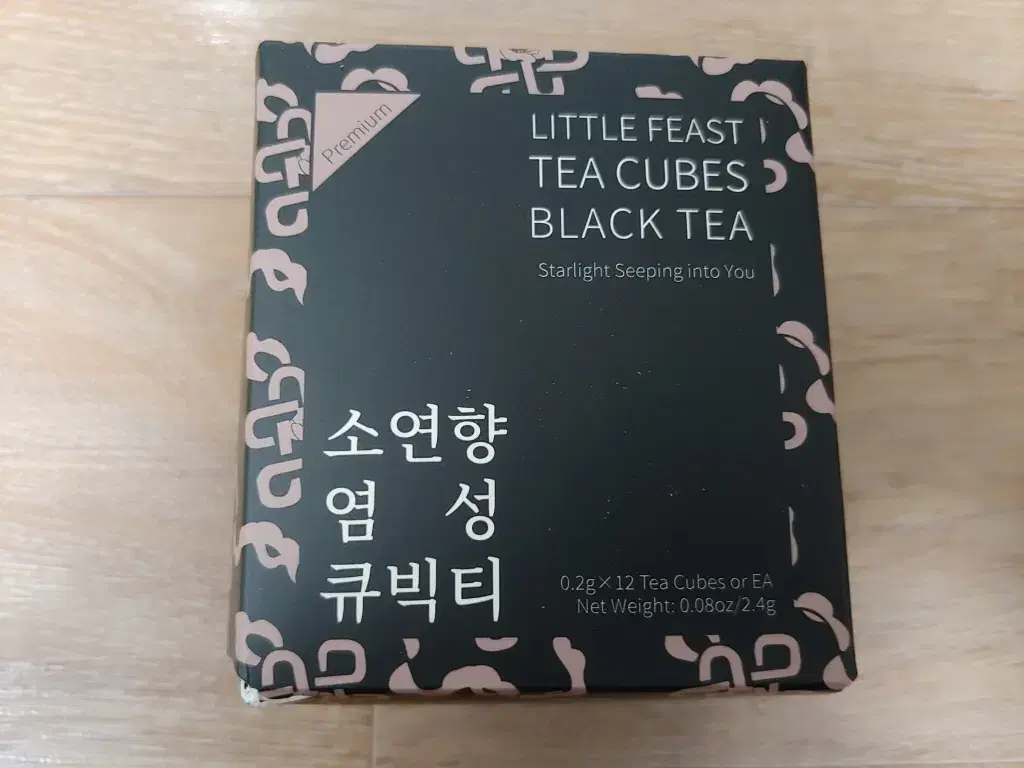 Premium
LITTLE FEAST
TEA CUBES
BLACK TEA
Starlight Seeping into You
소연향
염 성
큐빅티
0.2g×12 Tea Cubes or EA
Net Weight: 0.08oz/2.4g